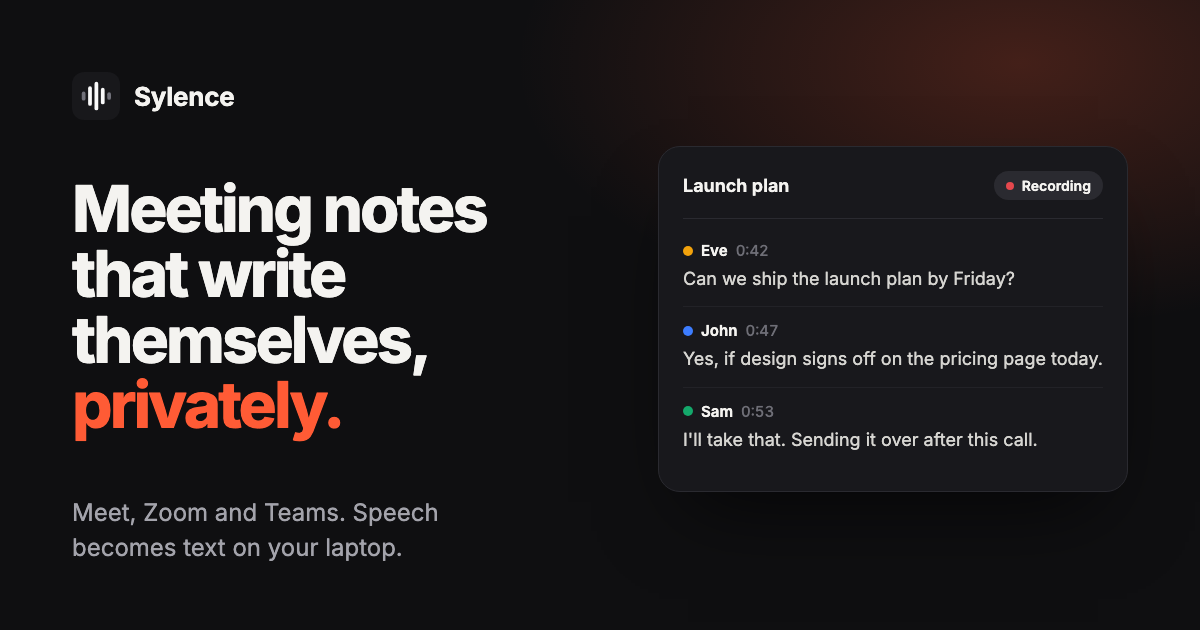 Sylence
Meeting notes
that write
themselves,
privately.
Meet, Zoom and Teams. Speech
becomes text on your laptop.
Launch plan
Recording
Eve 0:42
Can we ship the launch plan by Friday?
John 0:47
Yes, if design signs off on the pricing page today.
Sam 0:53
I'll take that. Sending it over after this call.